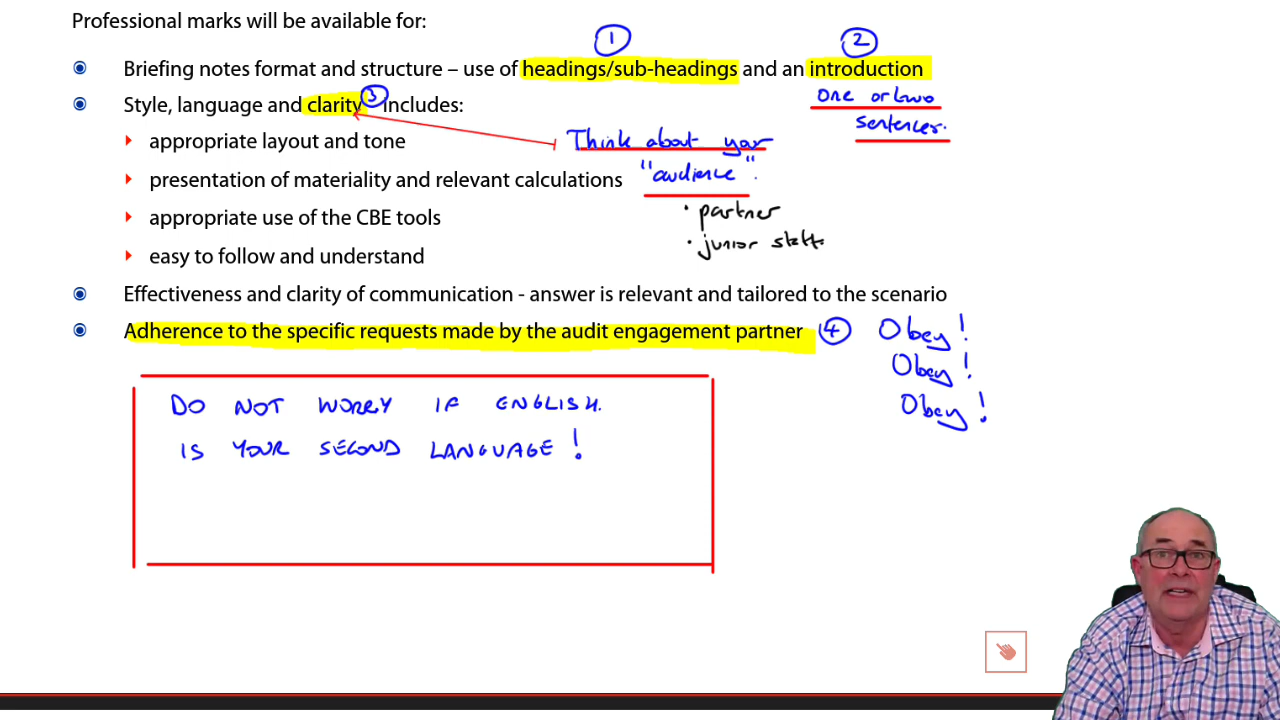 Professional marks will be available for:
1 2
Briefing notes format and structure – use of headings/sub-headings and an introduction
one or two
sentences.
Style, language and clarity 3 includes:
Think about your
"audience".
• partner
• junior staff
appropriate layout and tone
presentation of materiality and relevant calculations
appropriate use of the CBE tools
easy to follow and understand
Effectiveness and clarity of communication - answer is relevant and tailored to the scenario
Adherence to the specific requests made by the audit engagement partner 4 Obey!
Obey!
Obey!
DO NOT WORRY IF ENGLISH.
IS YOUR SECOND LANGUAGE!